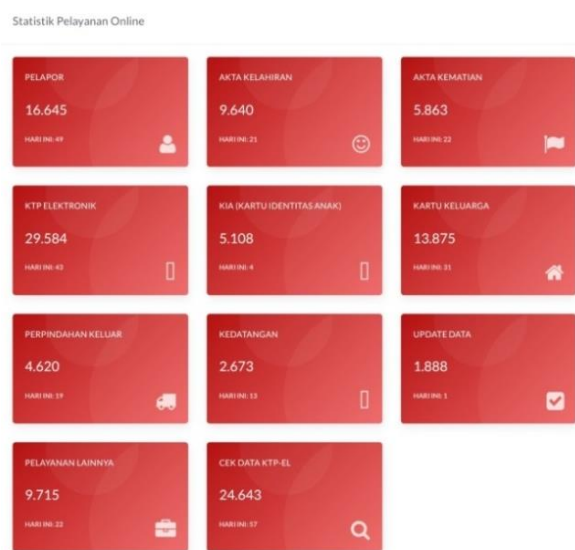 Statistik Pelayanan Online
PELAPOR
16.645
HARI INI: 49
AKTA KELAHIRAN
9.640
HARI INI: 21
AKTA KEMATIAN
5.863
HARI INI: 22
KTP ELEKTRONIK
29.584
HARI INI: 43
KIA (KARTU IDENTITAS ANAK)
5.108
HARI INI: 4
KARTU KELUARGA
13.875
HARI INI: 31
PERPINDAHAN KELUAR
4.620
HARI INI: 19
KEDATANGAN
2.673
HARI INI: 13
UPDATE DATA
1.888
HARI INI: 1
PELAYANAN LAINNYA
9.715
HARI INI: 22
CEK DATA KTP-EL
24.643
HARI INI: 57